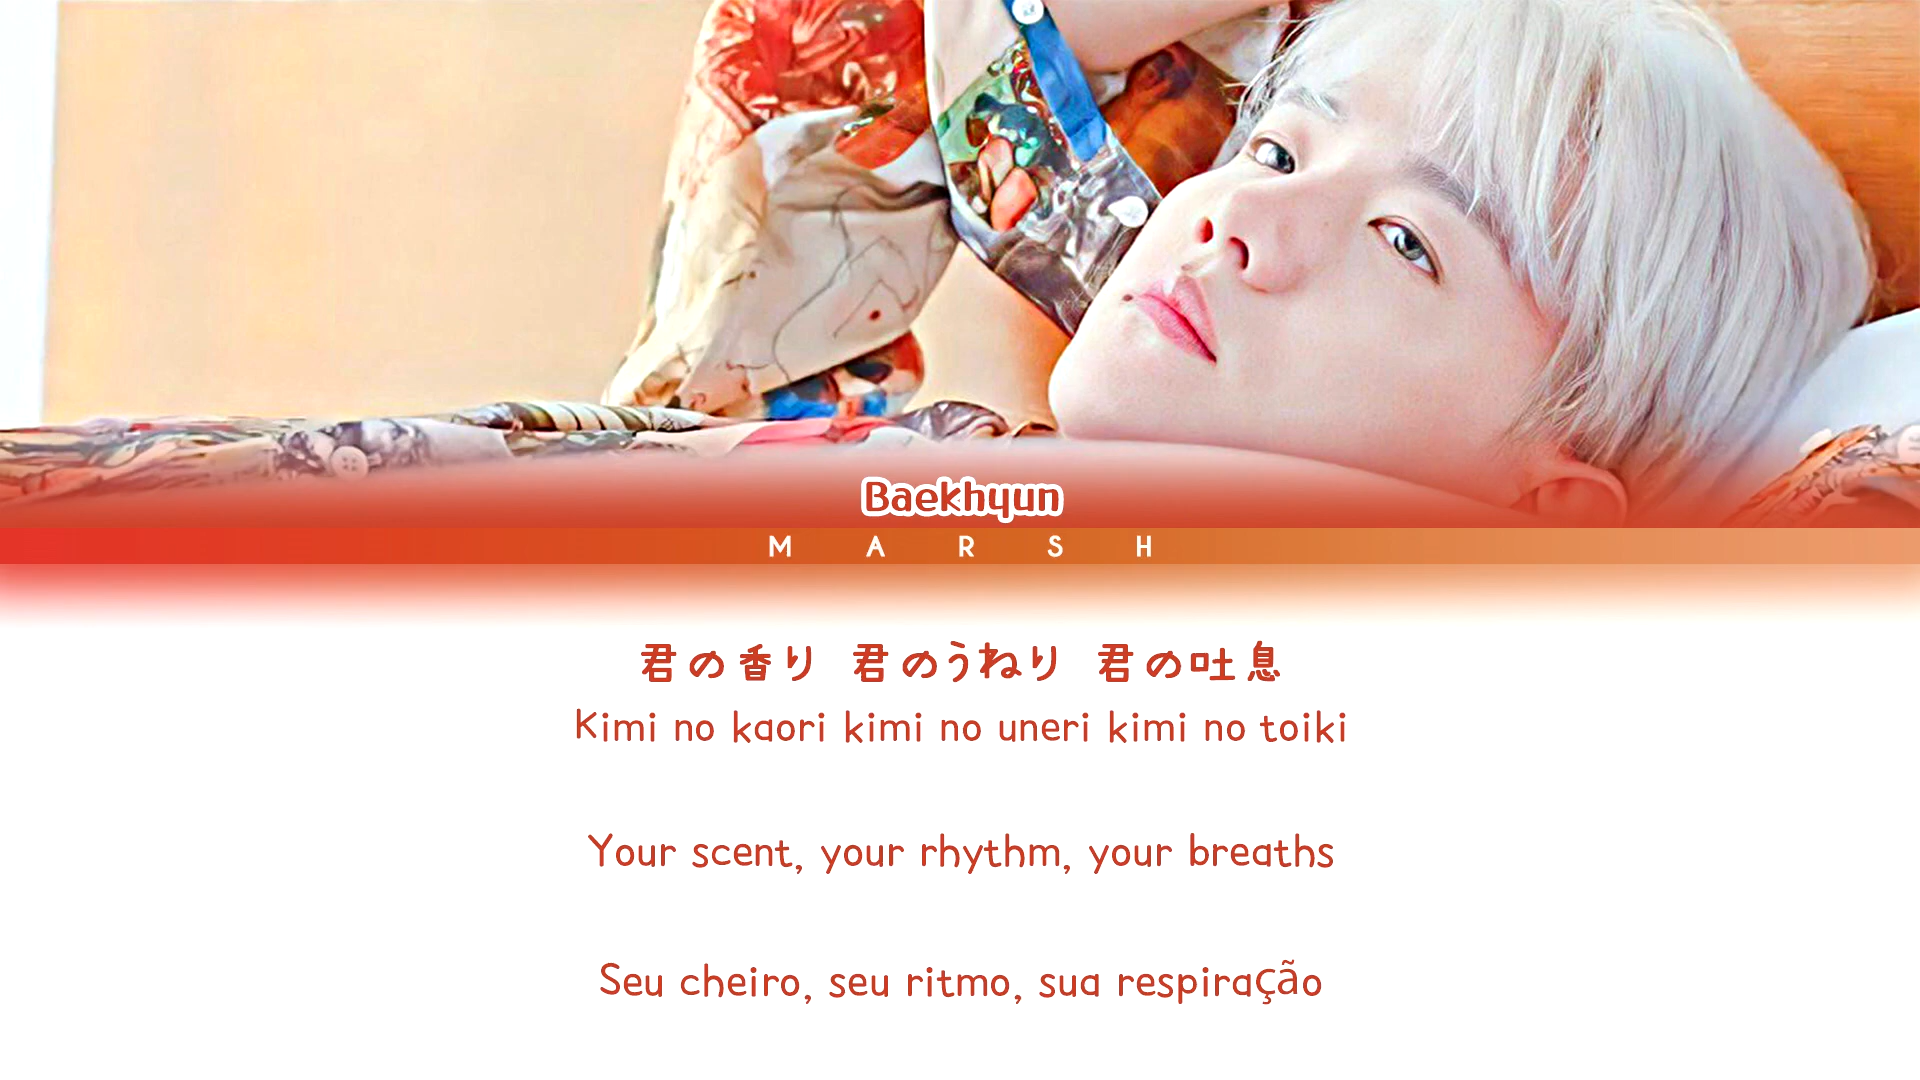 Baekhyun
MARSH
君の香り 君のうねり 君の吐息
Kimi no kaori kimi no uneri kimi no toiki
Your scent, your rhythm, your breaths
Seu cheiro, seu ritmo, sua respiração